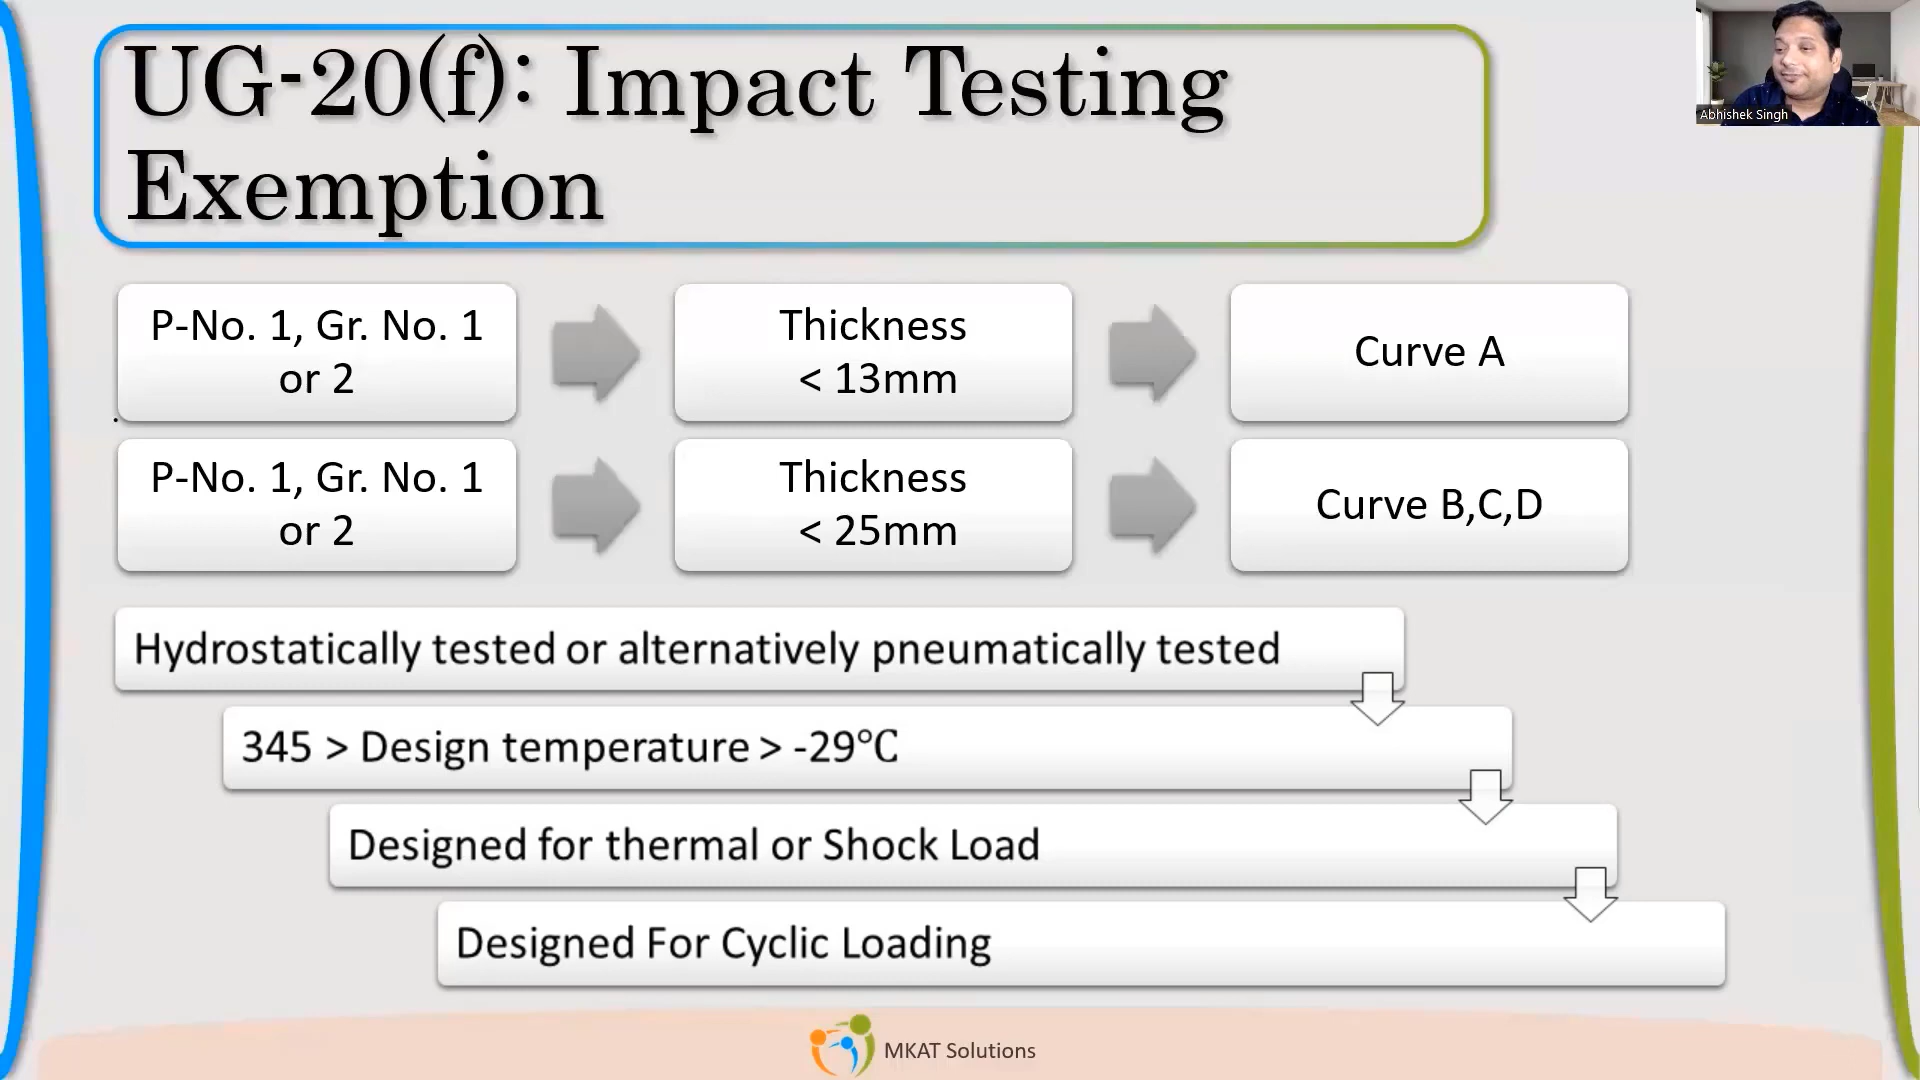 UG-20(f): Impact Testing
Exemption
Abhishek Singh
P-No. 1, Gr. No. 1
or 2
Thickness
< 13mm
Curve A
P-No. 1, Gr. No. 1
or 2
Thickness
< 25mm
Curve B,C,D
Hydrostatically tested or alternatively pneumatically tested
345 > Design temperature > -29℃
Designed for thermal or Shock Load
Designed For Cyclic Loading
MKAT Solutions